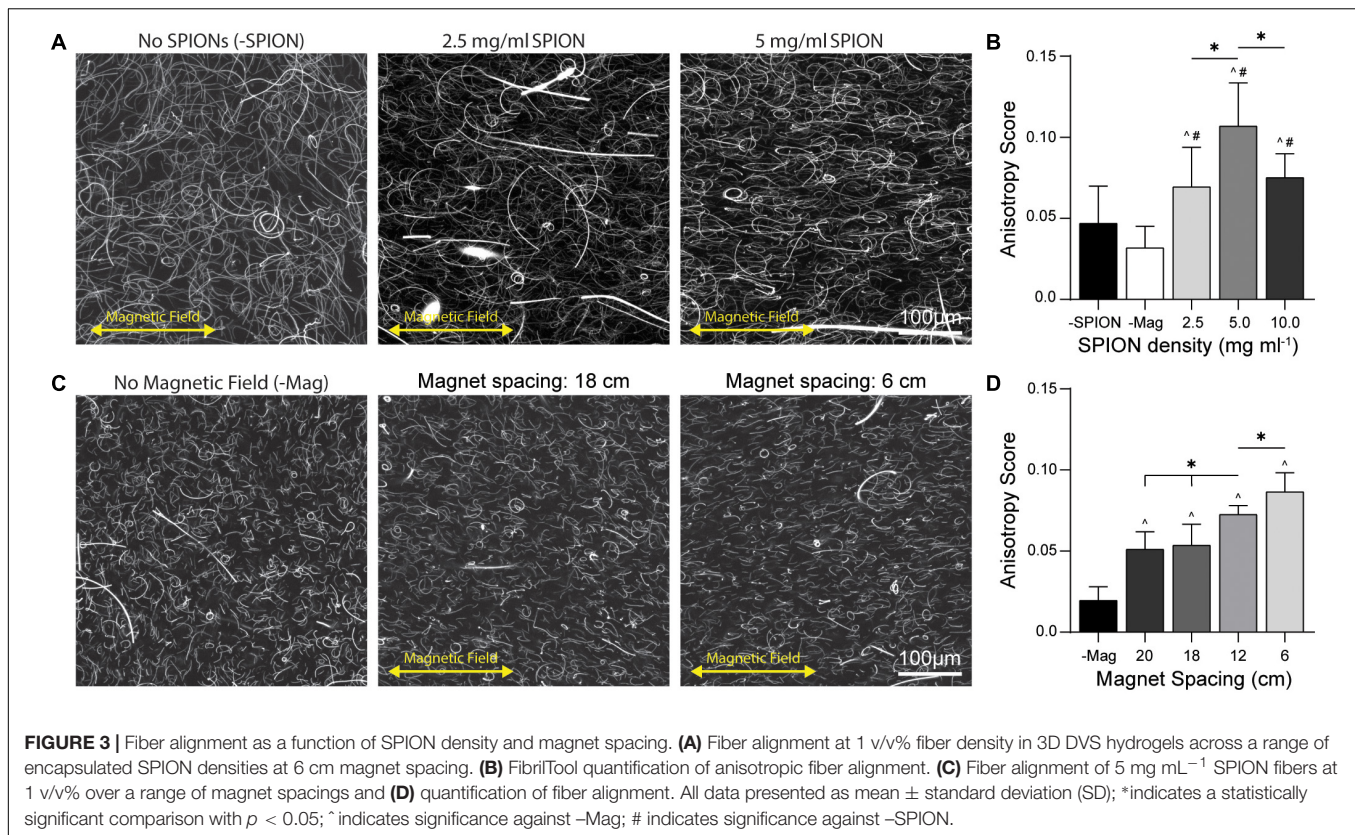 A
No SPIONs (-SPION)
2.5 mg/ml SPION
5 mg/ml SPION
Magnetic Field
Magnetic Field
Magnetic Field
100µm
B
Anisotropy Score
0.15
0.10
0.05
0.0
* *
^# ^# ^#
-SPION -Mag 2.5 5.0 10.0
SPION density (mg ml⁻¹)
C
No Magnetic Field (-Mag)
Magnet spacing: 18 cm
Magnet spacing: 6 cm
Magnetic Field
Magnetic Field
100µm
D
Anisotropy Score
0.15
0.10
0.05
0.0
* *
^ ^ ^ ^
-Mag 20 18 12 6
Magnet Spacing (cm)
FIGURE 3 | Fiber alignment as a function of SPION density and magnet spacing. (A) Fiber alignment at 1 v/v% fiber density in 3D DVS hydrogels across a range of
encapsulated SPION densities at 6 cm magnet spacing. (B) FibrilTool quantification of anisotropic fiber alignment. (C) Fiber alignment of 5 mg mL⁻¹ SPION fibers at
1 v/v% over a range of magnet spacings and (D) quantification of fiber alignment. All data presented as mean ± standard deviation (SD); *indicates a statistically
significant comparison with p < 0.05; ^indicates significance against –Mag; # indicates significance against –SPION.